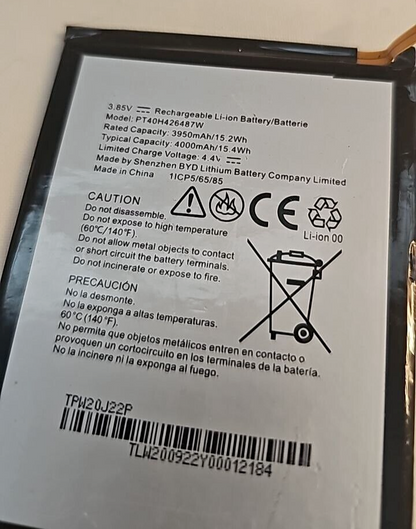 3.85V ⎓ Rechargeable Li-ion Battery/Batterie
Model: PT40H426487W
Rated Capacity: 3950mAh/15.2Wh
Typical Capacity: 4000mAh/15.4Wh
Limited Charge Voltage: 4.4V ⎓
Made by Shenzhen BYD Lithium Battery Company Limited
Made in China 1ICP5/65/85
CAUTION
Do not disassemble.
Do not expose to high temperature
(60°C/140°F).
Do not allow metal objects to contact
or short circuit the battery terminals.
Do not incinerate or expose to fire.
CE
Li-ion 00
PRECAUCIÓN
No la desmonte.
No la exponga a altas temperaturas.
60°C (140°F).
No permita que objetos metálicos entren en contacto o
provoquen un cortocircuito en los terminales de la batería.
No la incinere ni la exponga al fuego.
TPW20J22P
TLW200922Y00012184